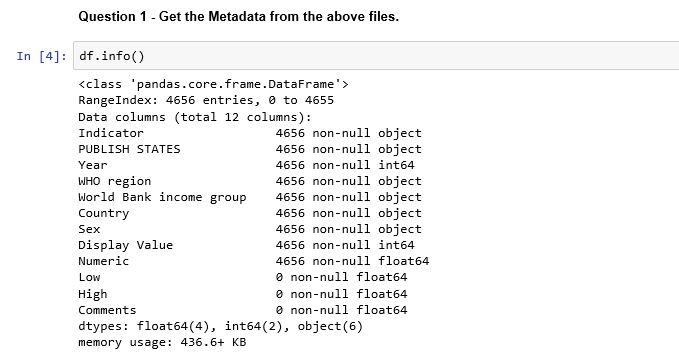 Question 1 - Get the Metadata from the above files.
In [4]: df.info()
<class 'pandas.core.frame.DataFrame'>
RangeIndex: 4656 entries, 0 to 4655
Data columns (total 12 columns):
Indicator                  4656 non-null object
PUBLISH STATES             4656 non-null object
Year                       4656 non-null int64
WHO region                 4656 non-null object
World Bank income group    4656 non-null object
Country                    4656 non-null object
Sex                        4656 non-null object
Display Value              4656 non-null int64
Numeric                    4656 non-null float64
Low                        0 non-null float64
High                       0 non-null float64
Comments                   0 non-null float64
dtypes: float64(4), int64(2), object(6)
memory usage: 436.6+ KB